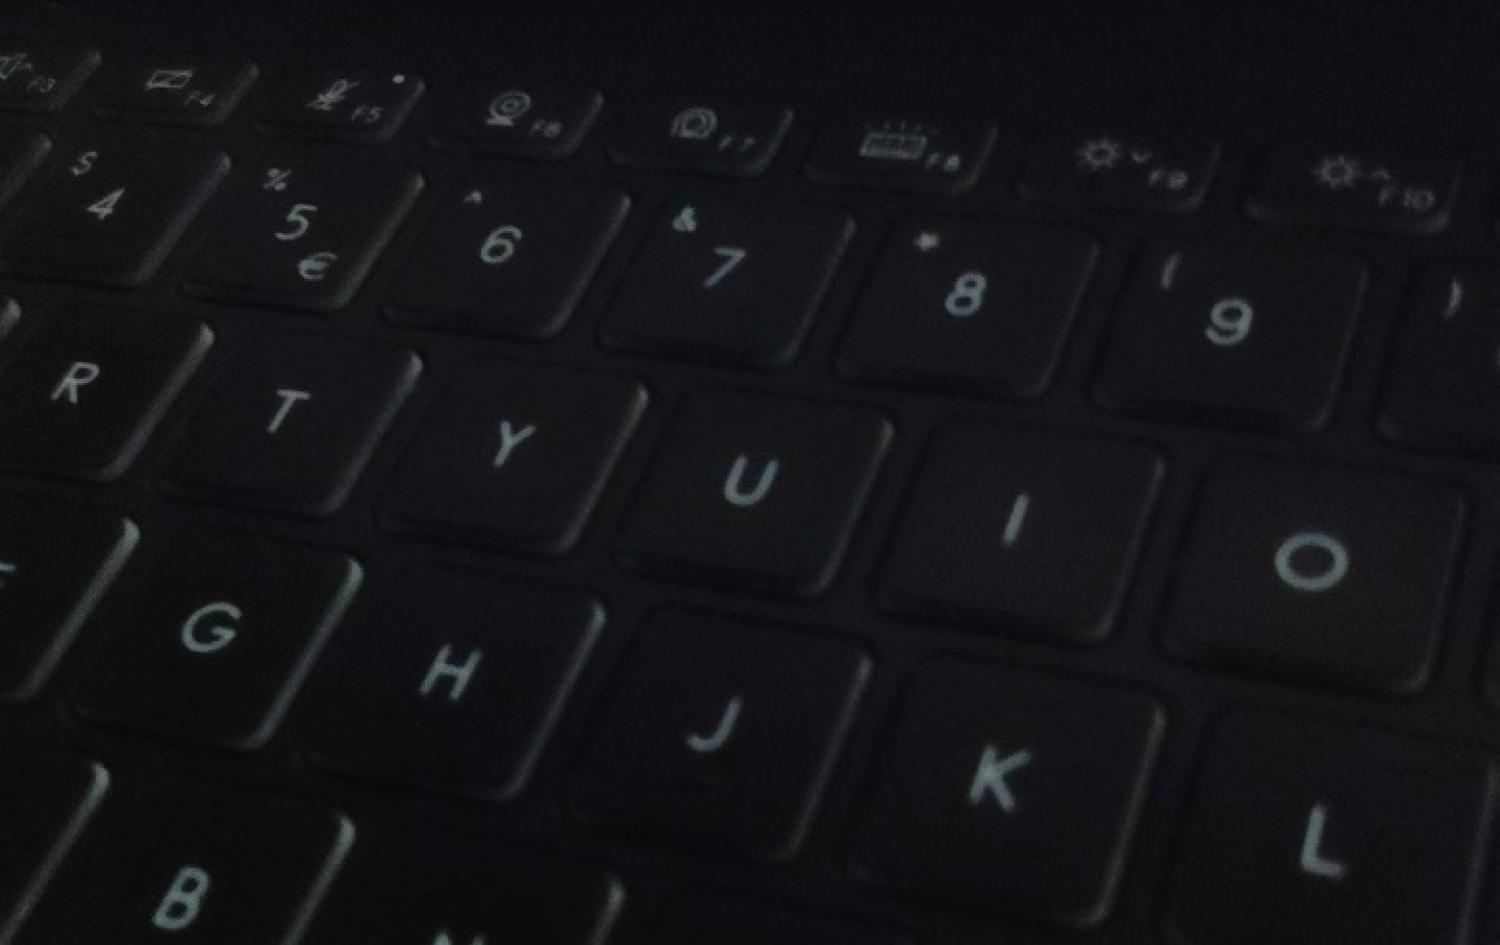 F3 F4 F5 F6 F7 F8 F9 F10
$ 4 % 5 € ^ 6 & 7 * 8 ( 9 )
R T Y U I O
G H J K L
B N